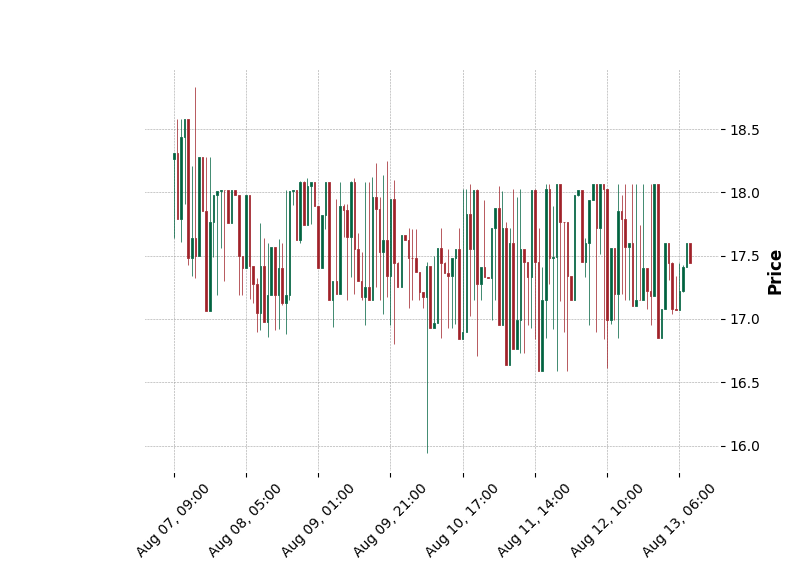 18.5
18.0
17.5
17.0
16.5
16.0
Price
Aug 07, 09:00
Aug 08, 05:00
Aug 09, 01:00
Aug 09, 21:00
Aug 10, 17:00
Aug 11, 14:00
Aug 12, 10:00
Aug 13, 06:00